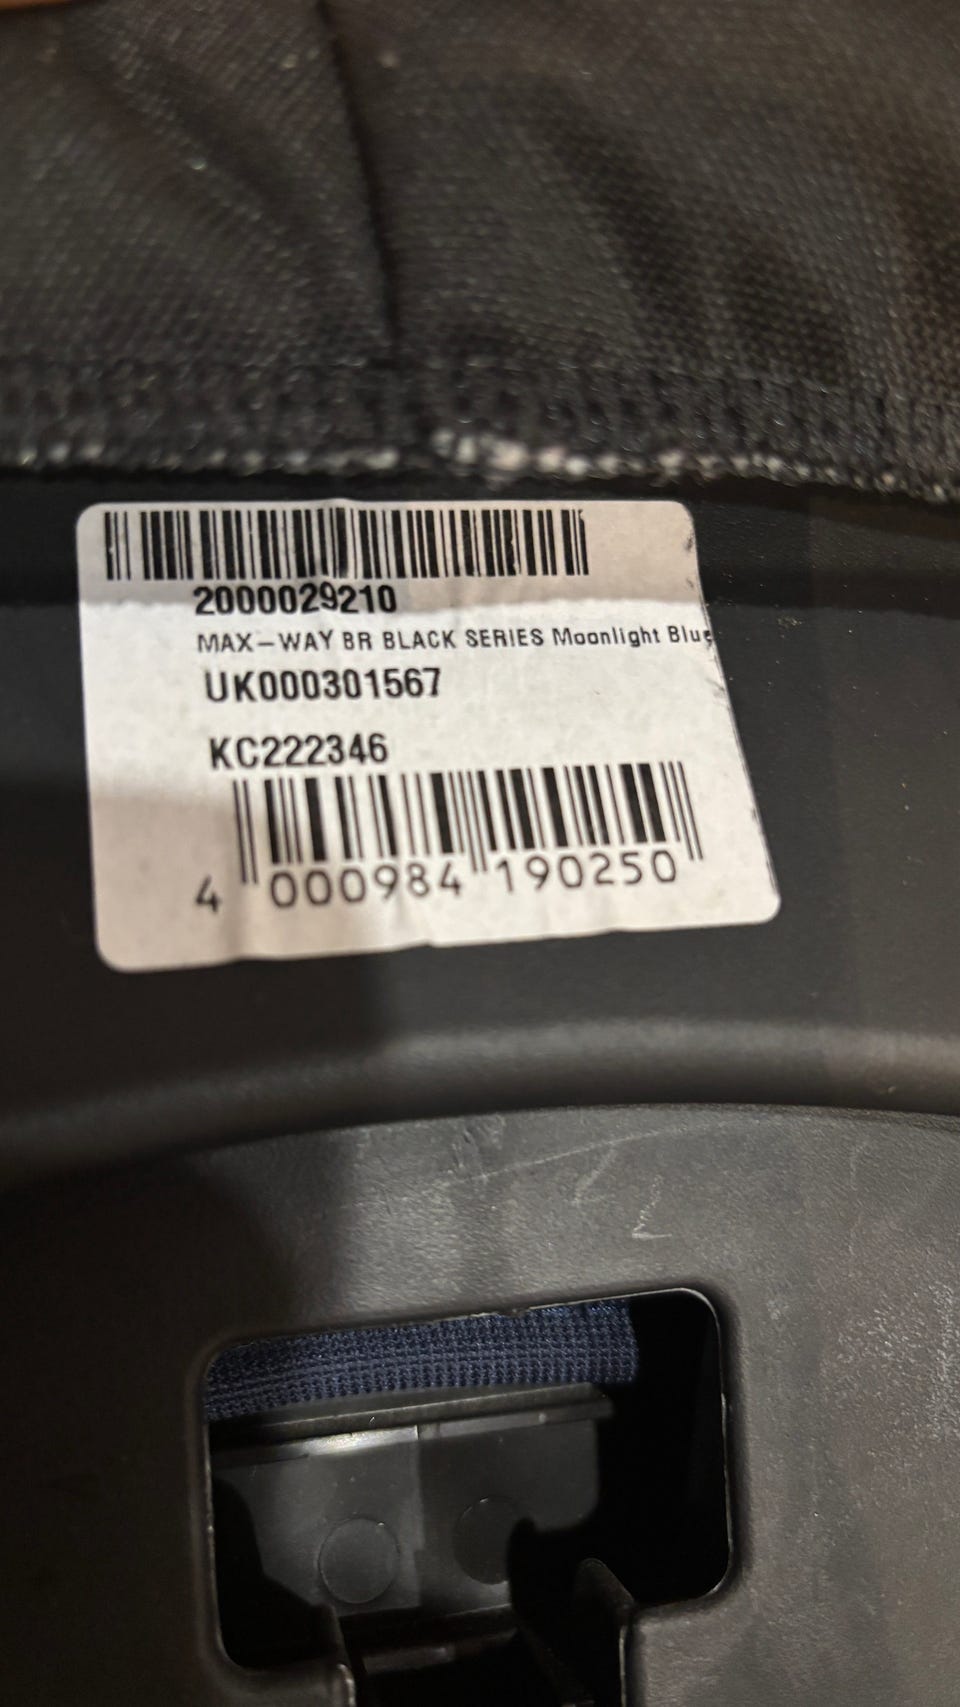 2000029210
MAX-WAY BR BLACK SERIES Moonlight Blue
UK000301567
KC222346
4 000984 190250